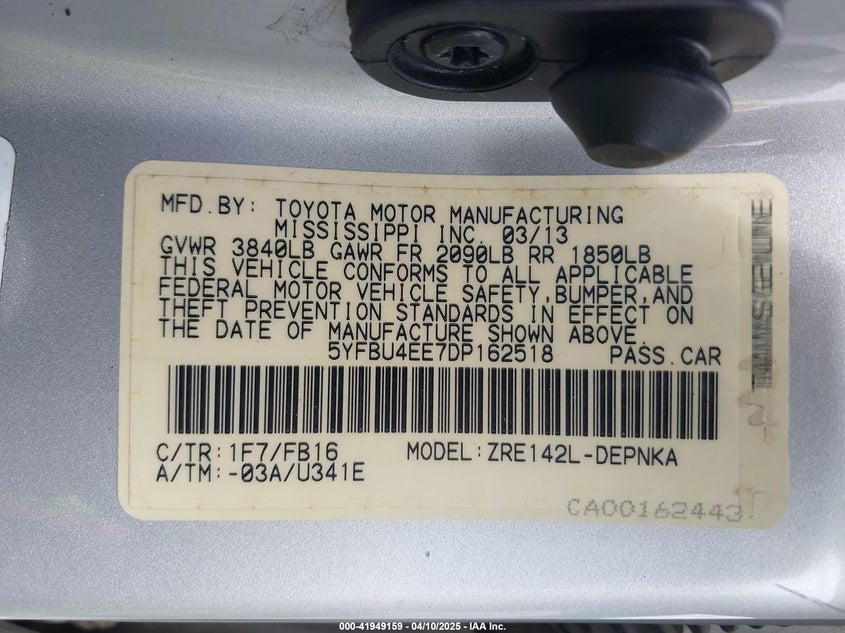 MFD.BY: TOYOTA MOTOR MANUFACTURING
MISSISSIPPI INC. 03/13
GVWR 3840LB GAWR FR 2090LB RR 1850LB
THIS VEHICLE CONFORMS TO ALL APPLICABLE
FEDERAL MOTOR VEHICLE SAFETY,BUMPER,AND
THEFT PREVENTION STANDARDS IN EFFECT ON
THE DATE OF MANUFACTURE SHOWN ABOVE.
5YFBU4EE7DP162518 PASS.CAR
C/TR:1F7/FB16 MODEL:ZRE142L-DEPNKA
A/TM:-03A/U341E
CA00162443
000-41949159 — 04/10/2025 — IAA Inc.